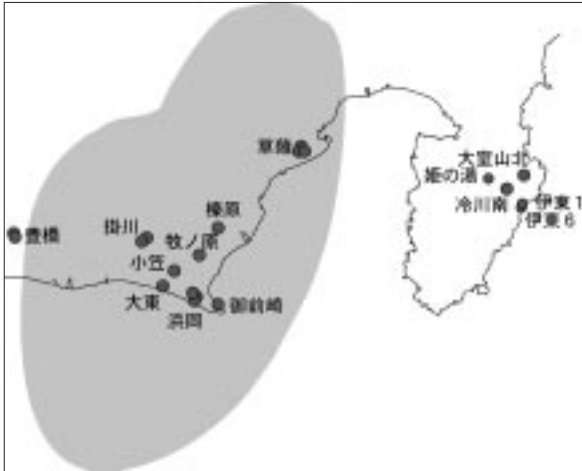 草薙
大室山北
姫の湯
冷川南
伊東1
伊東6
榛原
掛川
豊橋
牧ノ原
小笠
大東
御前崎
浜岡